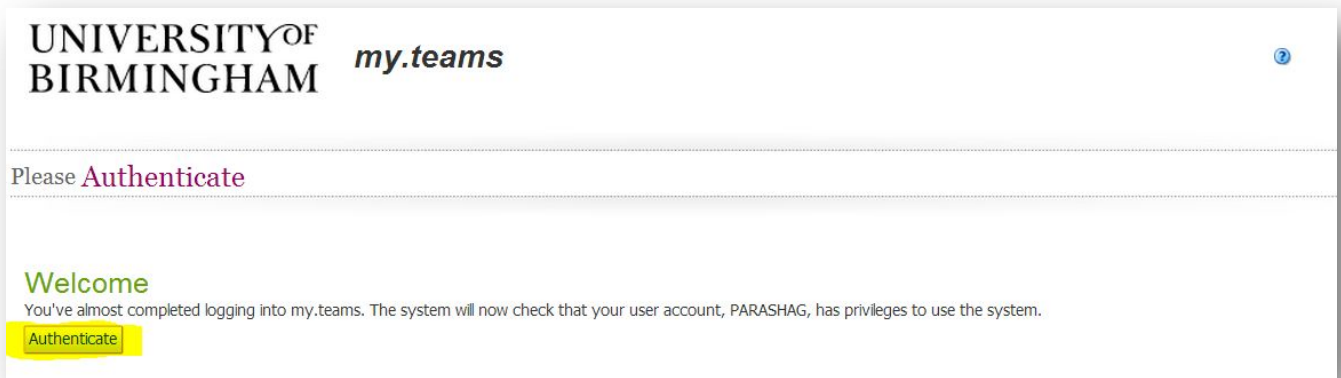 UNIVERSITY OF
BIRMINGHAM
my.teams
?
Please Authenticate
Welcome
You've almost completed logging into my.teams. The system will now check that your user account, PARASHAG, has privileges to use the system.
Authenticate